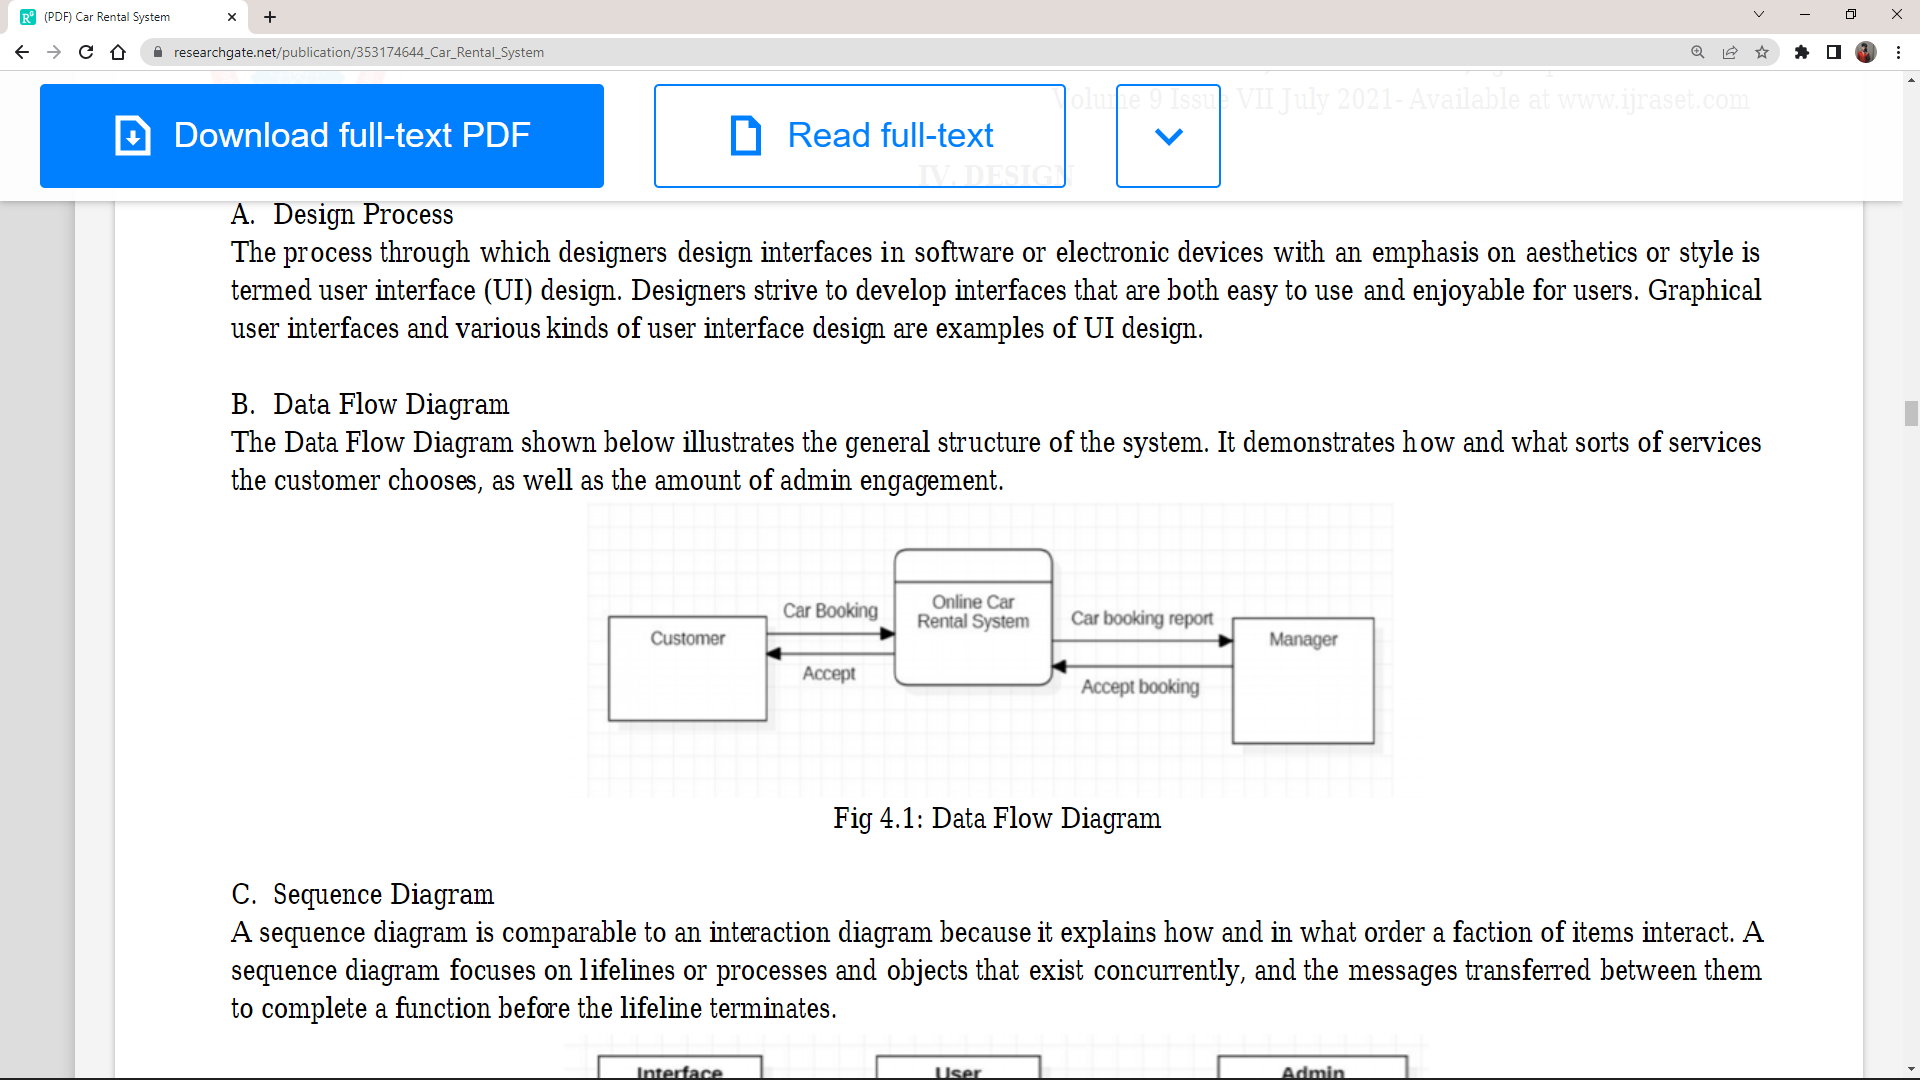 (PDF) Car Rental System
researchgate.net/publication/353174644_Car_Rental_System
Volume 9 Issue VII July 2021- Available at www.ijraset.com
Download full-text PDF
Read full-text
IV. DESIGN
A. Design Process
The process through which designers design interfaces in software or electronic devices with an emphasis on aesthetics or style is
termed user interface (UI) design. Designers strive to develop interfaces that are both easy to use and enjoyable for users. Graphical
user interfaces and various kinds of user interface design are examples of UI design.
B. Data Flow Diagram
The Data Flow Diagram shown below illustrates the general structure of the system. It demonstrates how and what sorts of services
the customer chooses, as well as the amount of admin engagement.
Customer
Car Booking
Accept
Online Car
Rental System
Car booking report
Accept booking
Manager
Fig 4.1: Data Flow Diagram
C. Sequence Diagram
A sequence diagram is comparable to an interaction diagram because it explains how and in what order a faction of items interact. A
sequence diagram focuses on lifelines or processes and objects that exist concurrently, and the messages transferred between them
to complete a function before the lifeline terminates.
Interface
User
Admin